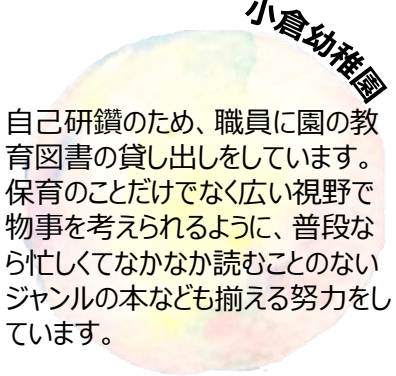 小倉幼稚園
自己研鑽のため、職員に園の教
育図書の貸し出しをしています。
保育のことだけでなく広い視野で
物事を考えられるように、普段な
ら忙しくてなかなか読むことのない
ジャンルの本なども揃える努力をし
ています。